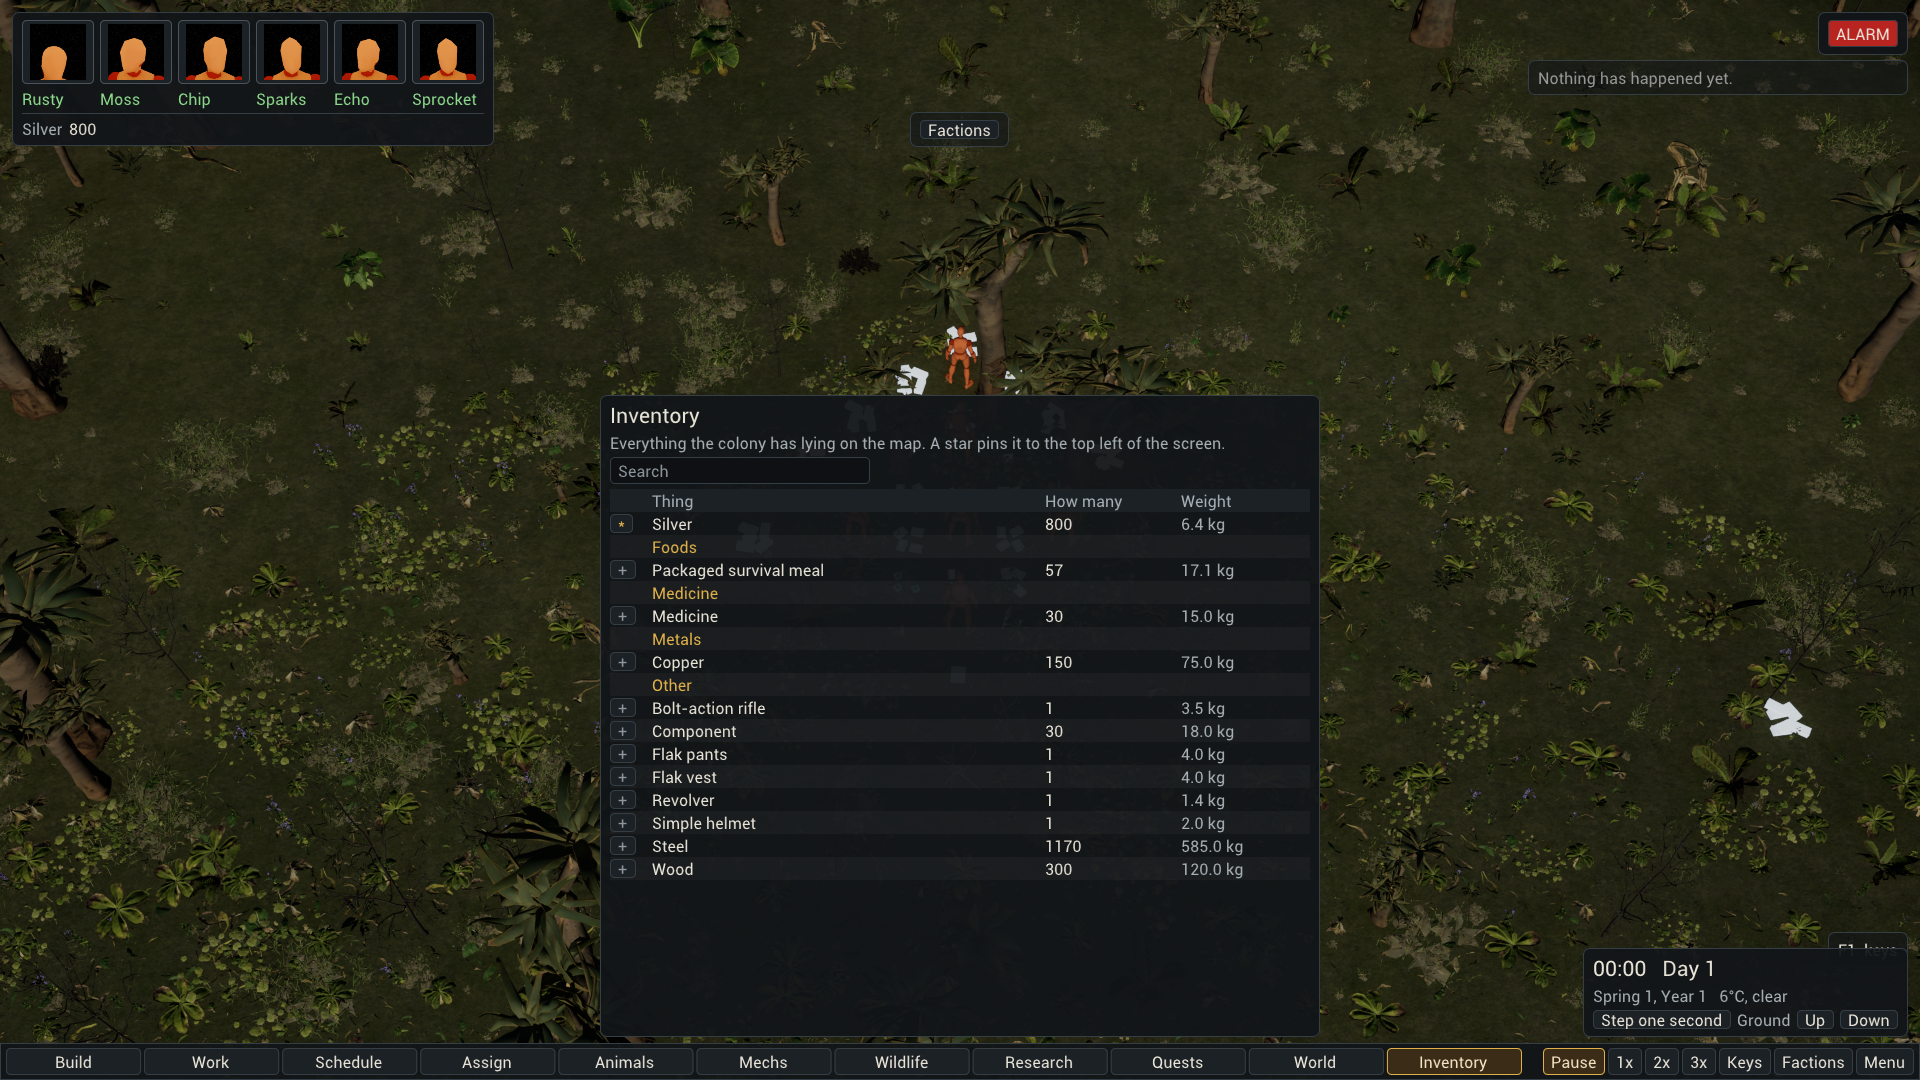 Rusty Moss Chip Sparks Echo Sprocket
Silver 800
ALARM
Nothing has happened yet.
Factions
Inventory
Everything the colony has lying on the map. A star pins it to the top left of the screen.
Search
Thing How many Weight
* Silver 800 6.4 kg
Foods
+ Packaged survival meal 57 17.1 kg
Medicine
+ Medicine 30 15.0 kg
Metals
+ Copper 150 75.0 kg
Other
+ Bolt-action rifle 1 3.5 kg
+ Component 30 18.0 kg
+ Flak pants 1 4.0 kg
+ Flak vest 1 4.0 kg
+ Revolver 1 1.4 kg
+ Simple helmet 1 2.0 kg
+ Steel 1170 585.0 kg
+ Wood 300 120.0 kg
F1 keys
00:00 Day 1
Spring 1, Year 1 6°C, clear
Step one second Ground Up Down
Build Work Schedule Assign Animals Mechs Wildlife Research Quests World Inventory Pause 1x 2x 3x Keys Factions Menu